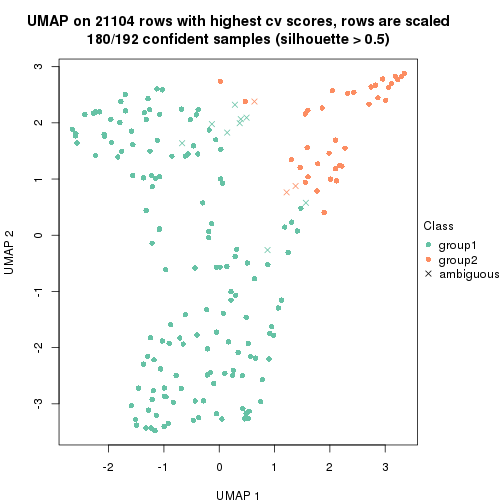 UMAP on 21104 rows with highest cv scores, rows are scaled
180/192 confident samples (silhouette > 0.5)
3
2
1
0
-1
-2
-3
UMAP 2
-2 -1 0 1 2 3
UMAP 1
Class
group1
group2
ambiguous